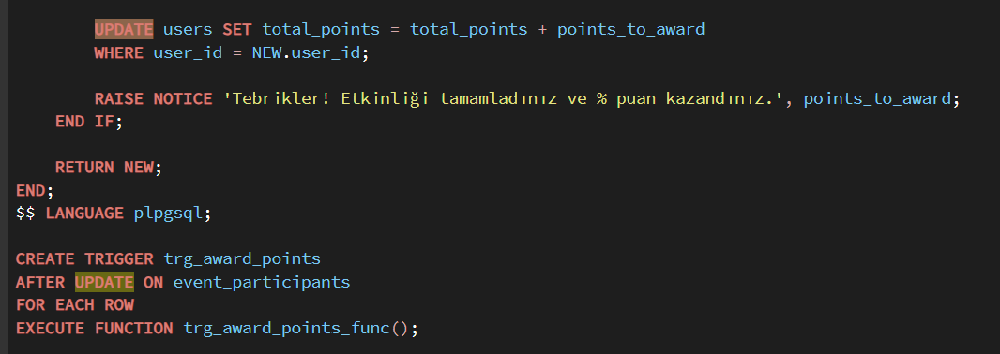 UPDATE users SET total_points = total_points + points_to_award
WHERE user_id = NEW.user_id;
RAISE NOTICE 'Tebrikler! Etkinliği tamamladınız ve % puan kazandınız.', points_to_award;
END IF;
RETURN NEW;
END;
$$ LANGUAGE plpgsql;
CREATE TRIGGER trg_award_points
AFTER UPDATE ON event_participants
FOR EACH ROW
EXECUTE FUNCTION trg_award_points_func();